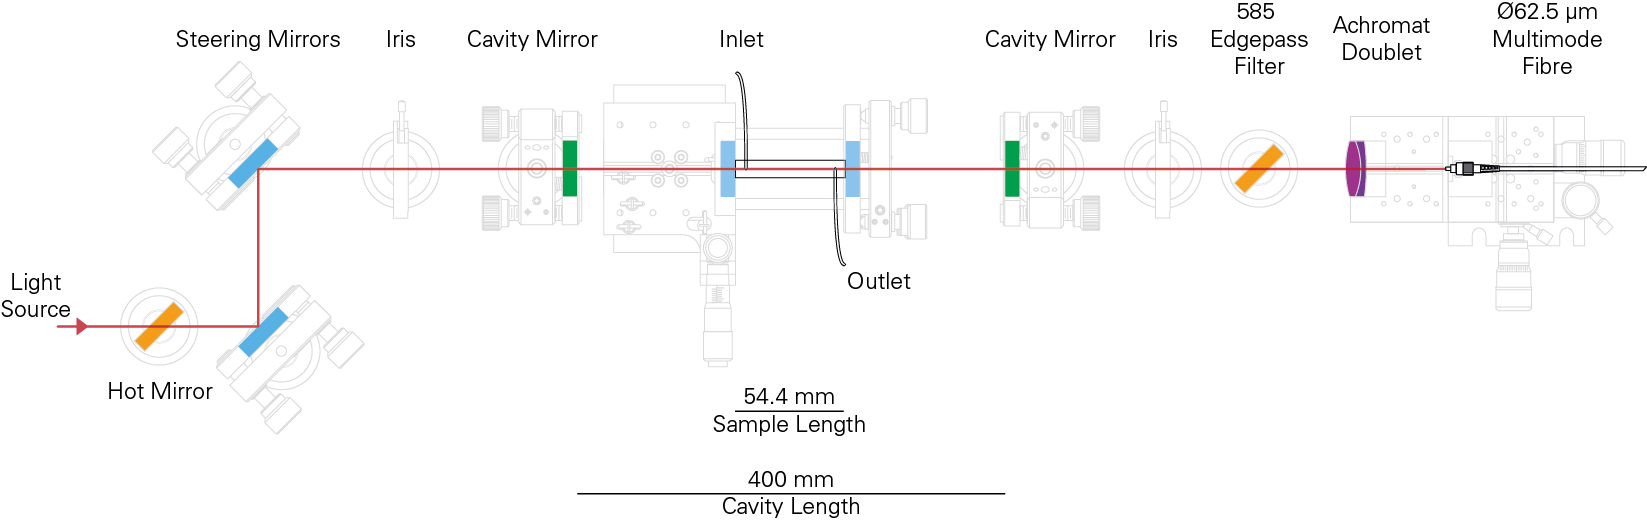 Steering Mirrors
Iris
Cavity Mirror
Inlet
Cavity Mirror
Iris
585
Edgepass
Filter
Achromat
Doublet
Ø62.5 µm
Multimode
Fibre
Light
Source
Hot Mirror
Outlet
54.4 mm
Sample Length
400 mm
Cavity Length